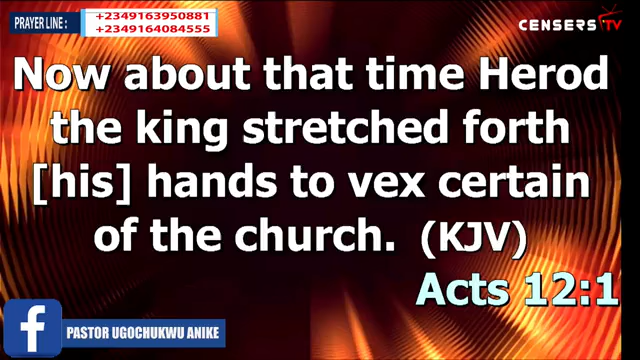 PRAYER LINE :
+2349163950881
+2349164084555
CENSERS TV
Now about that time Herod
the king stretched forth
[his] hands to vex certain
of the church. (KJV)
Acts 12:1
f
PASTOR UGOCHUKWU ANIKE